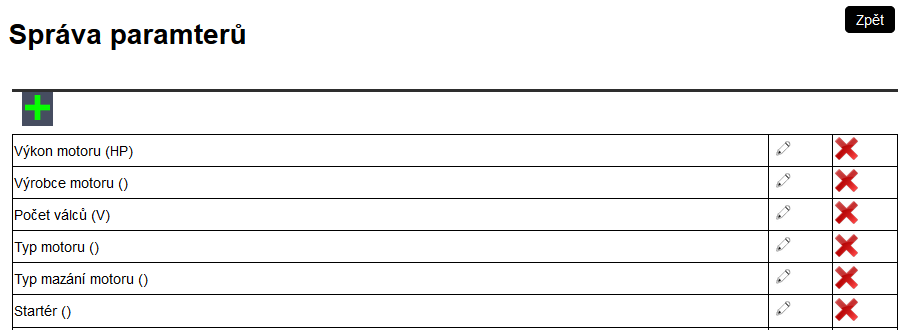 Zpět
Správa paramterů
Výkon motoru (HP)
Výrobce motoru ()
Počet válců (V)
Typ motoru ()
Typ mazání motoru ()
Startér ()